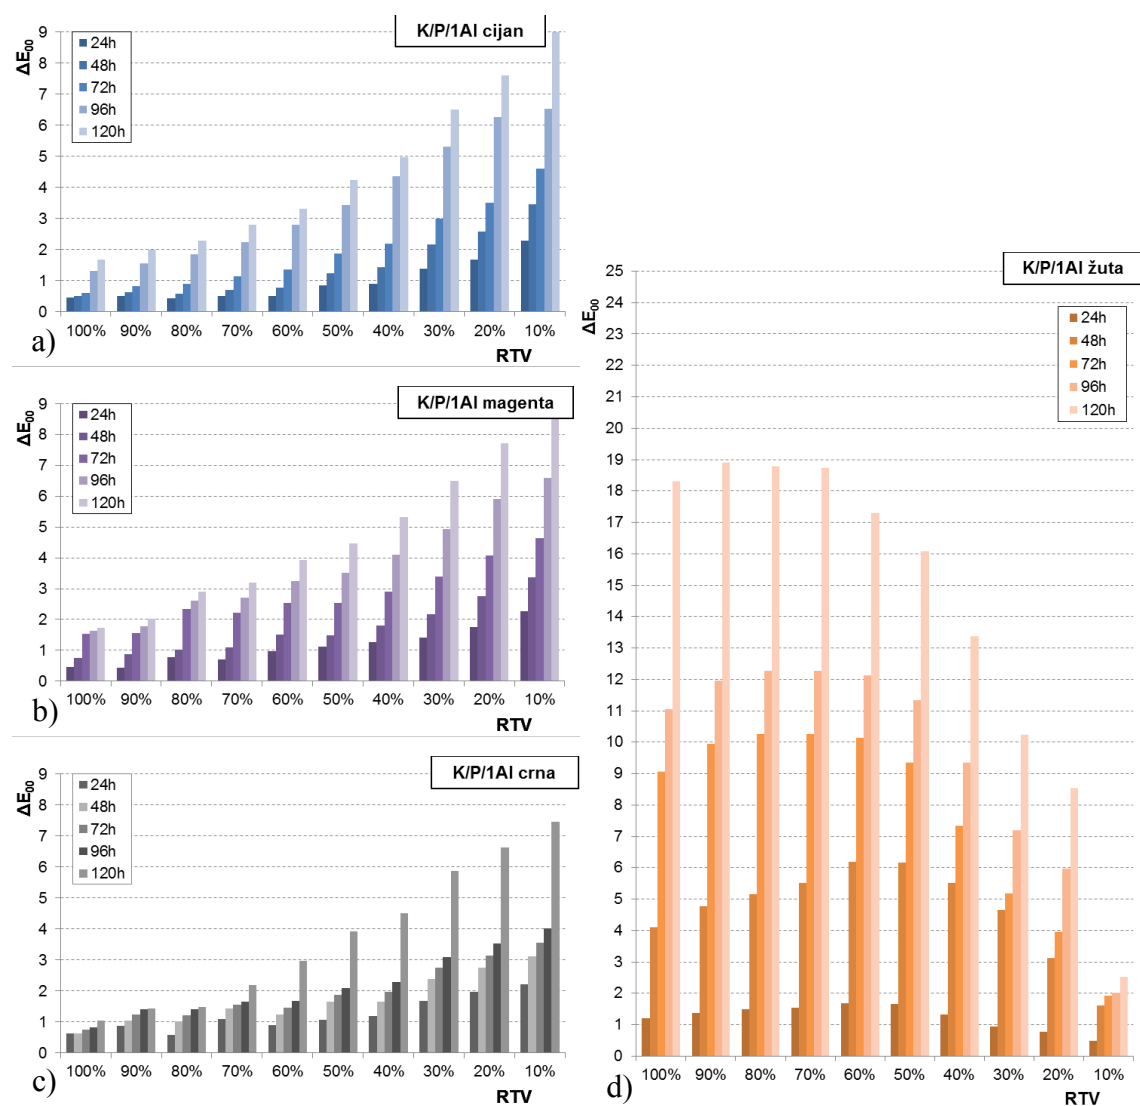 K/P/1Al cijan
ΔE00
9
8
7
6
5
4
3
2
1
0
24h
48h
72h
96h
120h
100% 90% 80% 70% 60% 50% 40% 30% 20% 10%
RTV
a)
K/P/1Al magenta
ΔE00
9
8
7
6
5
4
3
2
1
0
24h
48h
72h
96h
120h
100% 90% 80% 70% 60% 50% 40% 30% 20% 10%
RTV
b)
K/P/1Al crna
ΔE00
9
8
7
6
5
4
3
2
1
0
24h
48h
72h
96h
120h
100% 90% 80% 70% 60% 50% 40% 30% 20% 10%
RTV
c)
K/P/1Al žuta
ΔE00
25
24
23
22
21
20
19
18
17
16
15
14
13
12
11
10
9
8
7
6
5
4
3
2
1
0
24h
48h
72h
96h
120h
100% 90% 80% 70% 60% 50% 40% 30% 20% 10%
RTV
d)